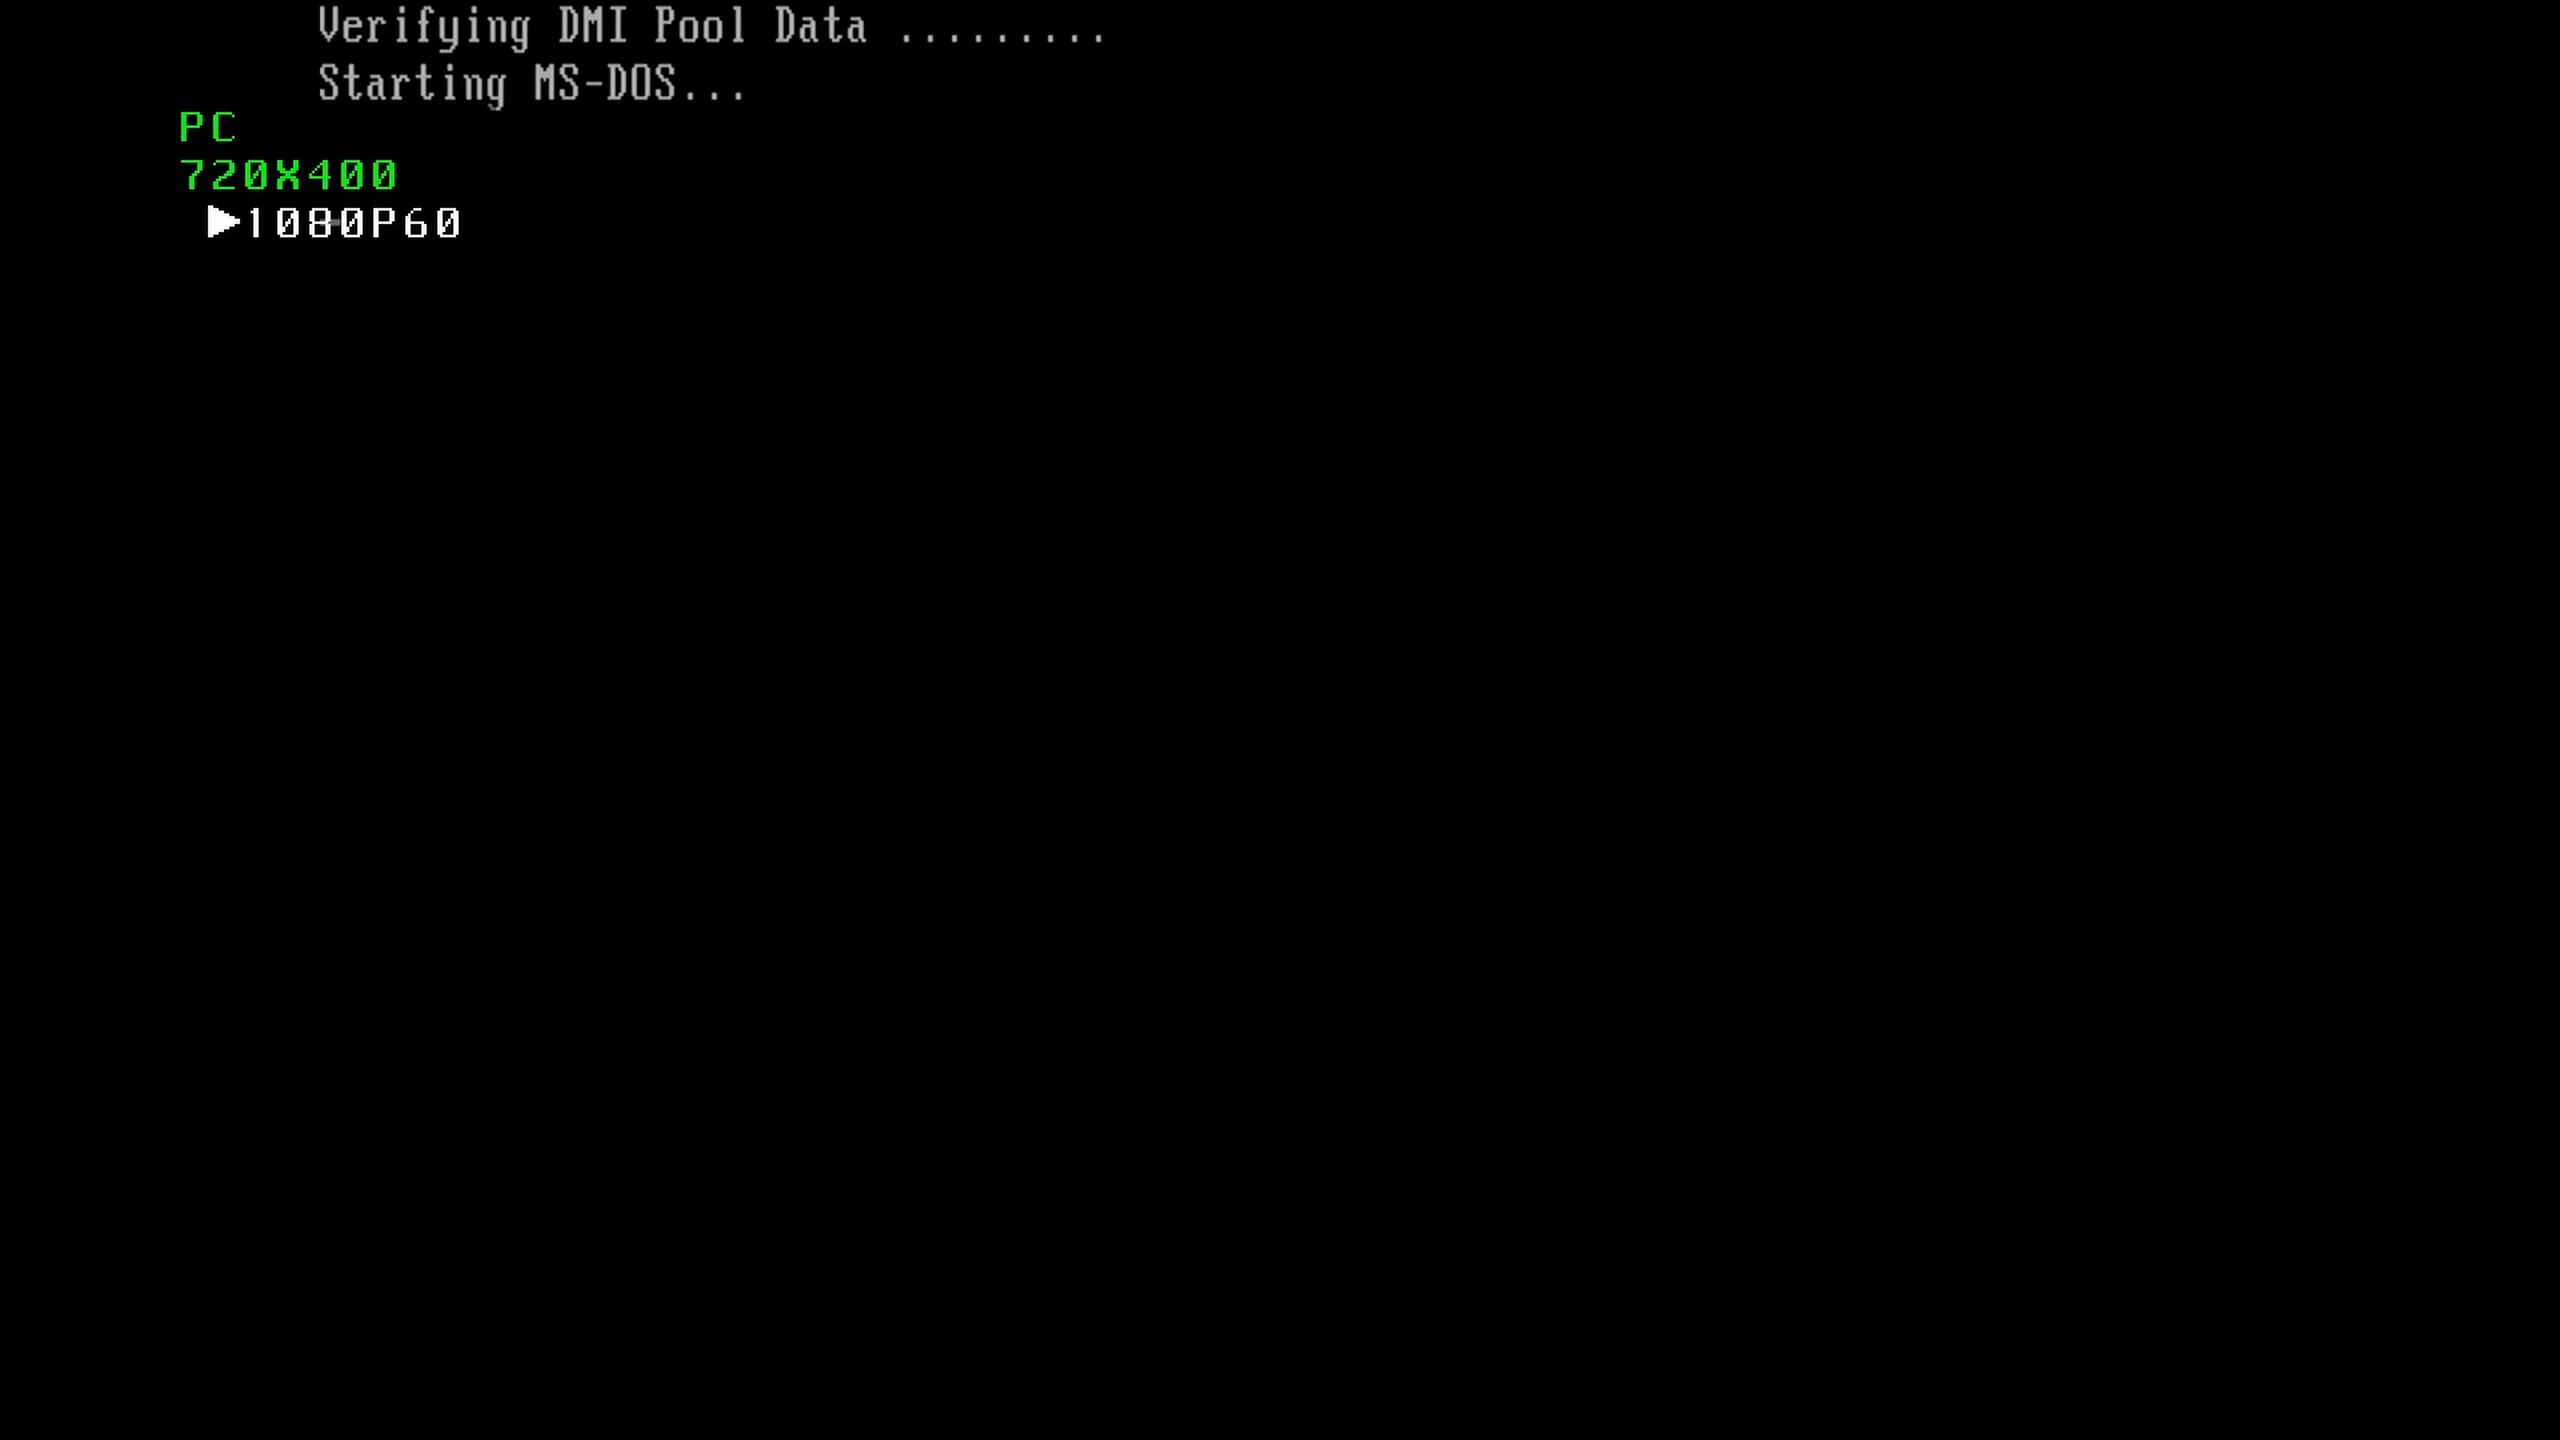 Verifying DMI Pool Data .........
Starting MS-DOS...
PC
720X400
▶1080P60